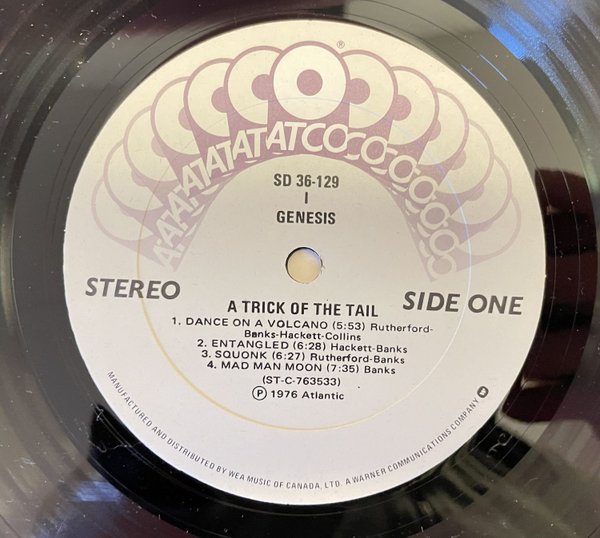 ATCO ®
SD 36-129
I
GENESIS
STEREO
SIDE ONE
A TRICK OF THE TAIL
1. DANCE ON A VOLCANO (5:53) Rutherford-
Banks-Hackett-Collins
2. ENTANGLED (6:28) Hackett-Banks
3. SQUONK (6:27) Rutherford-Banks
4. MAD MAN MOON (7:35) Banks
(ST-C-763533)
Ⓟ 1976 Atlantic
MANUFACTURED AND DISTRIBUTED BY WEA MUSIC OF CANADA, LTD. A WARNER COMMUNICATIONS COMPANY